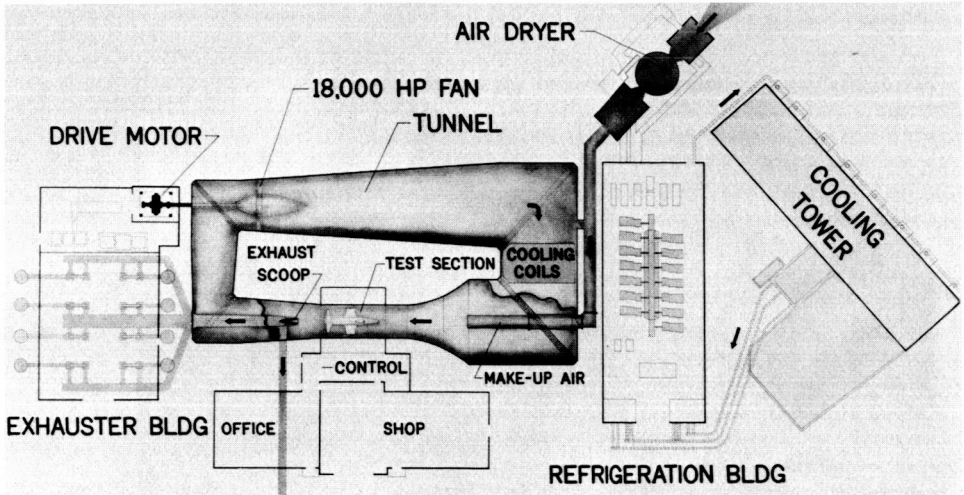 AIR DRYER
18,000 HP FAN
TUNNEL
DRIVE MOTOR
COOLING
TOWER
EXHAUST
SCOOP
TEST SECTION
COOLING
COILS
CONTROL
MAKE-UP AIR
EXHAUSTER BLDG
OFFICE
SHOP
REFRIGERATION BLDG